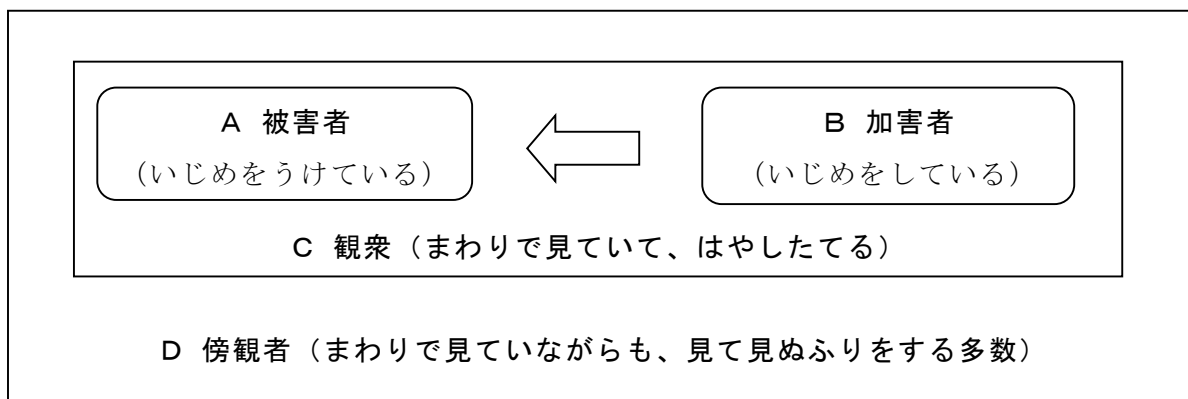 A 被害者
(いじめをうけている)
B 加害者
(いじめをしている)
C 観衆(まわりで見ていて、はやしたてる)
D 傍観者(まわりで見ていながらも、見て見ぬふりをする多数)